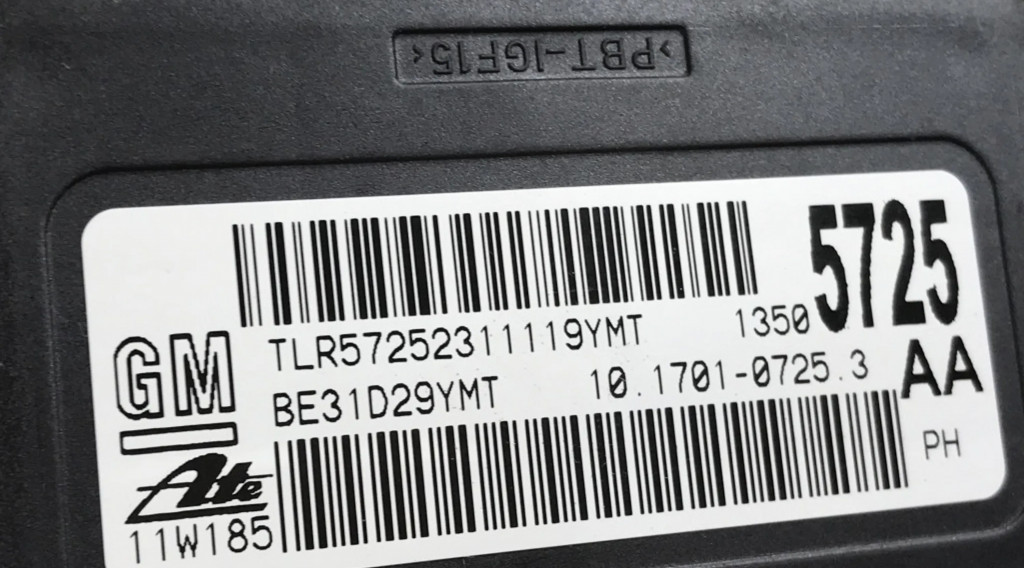 >PBT-IGF15<
1350 5725
TLR57252311119YMT
BE31D29YMT 10.1701-0725.3 AA
GM
Ate
PH
11W185